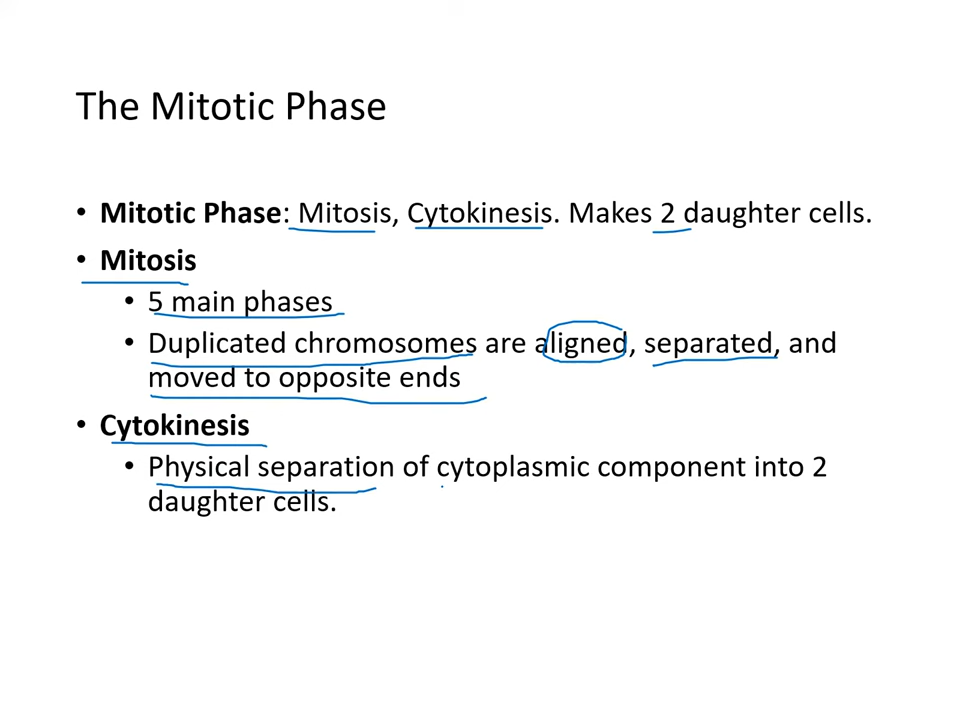 The Mitotic Phase
• Mitotic Phase: Mitosis, Cytokinesis. Makes 2 daughter cells.
• Mitosis
• 5 main phases
• Duplicated chromosomes are aligned, separated, and
moved to opposite ends
• Cytokinesis
• Physical separation of cytoplasmic component into 2
daughter cells.